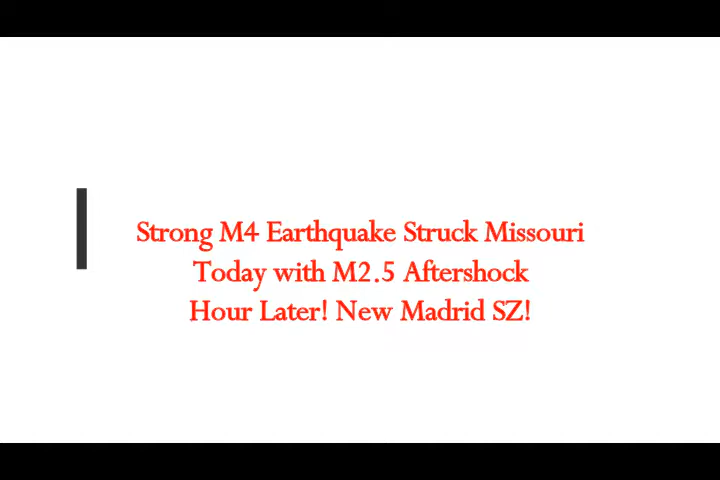 Strong M4 Earthquake Struck Missouri
Today with M2.5 Aftershock
Hour Later! New Madrid SZ!